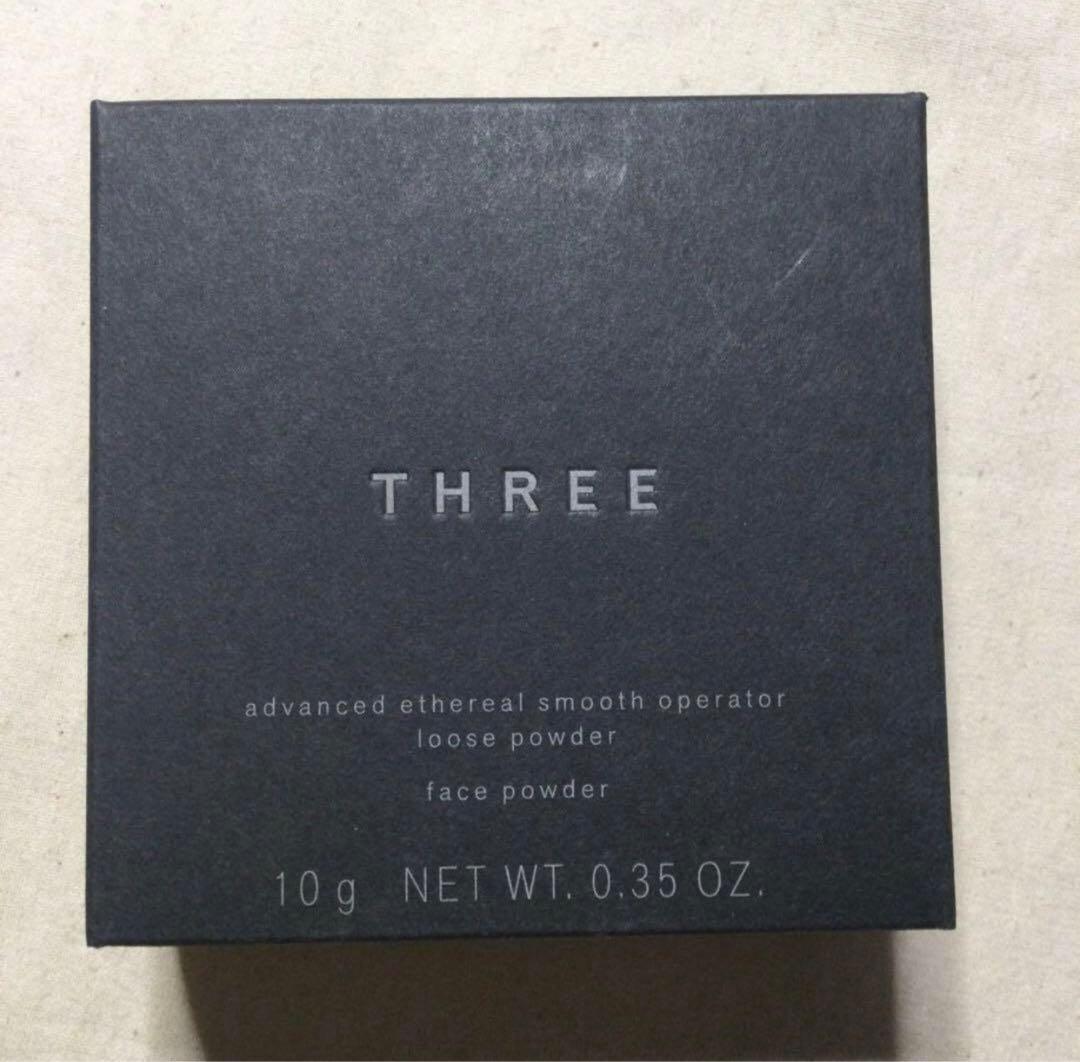 THREE
advanced ethereal smooth operator
loose powder
face powder
10 g NET WT. 0.35 OZ.